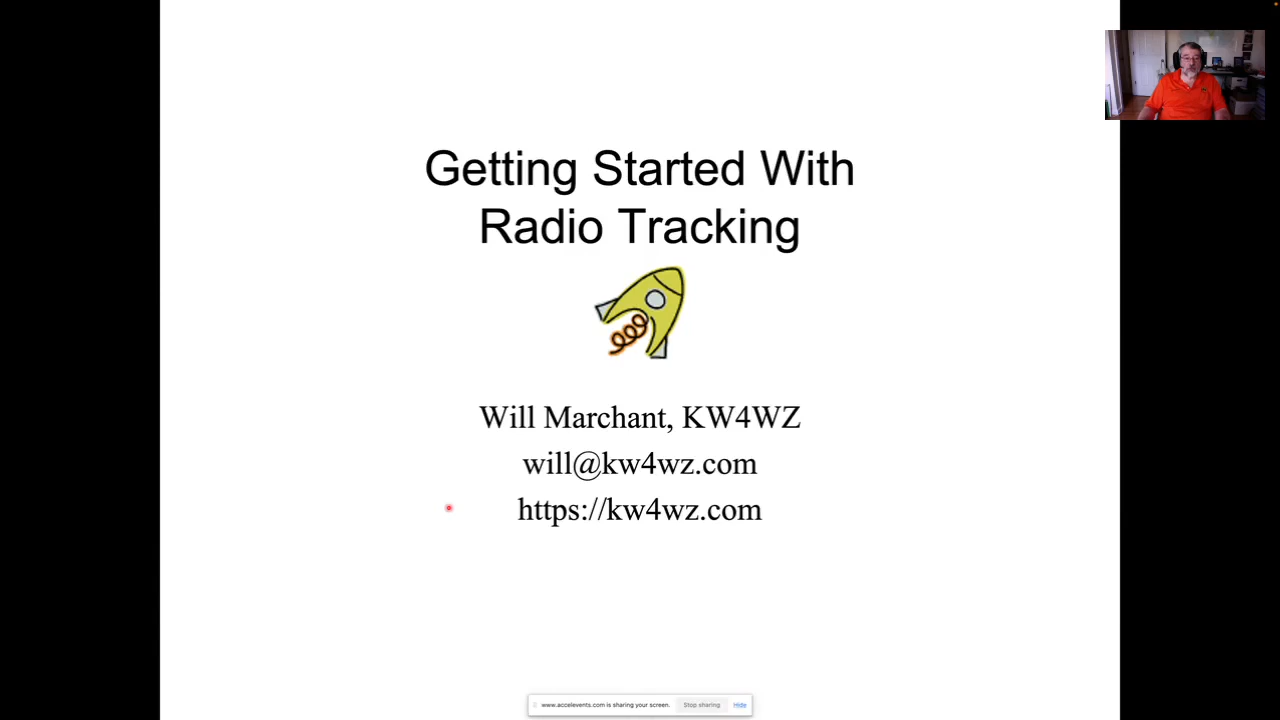 Getting Started With
Radio Tracking
Will Marchant, KW4WZ
will@kw4wz.com
https://kw4wz.com
www.accelevents.com is sharing your screen.
Stop sharing
Hide